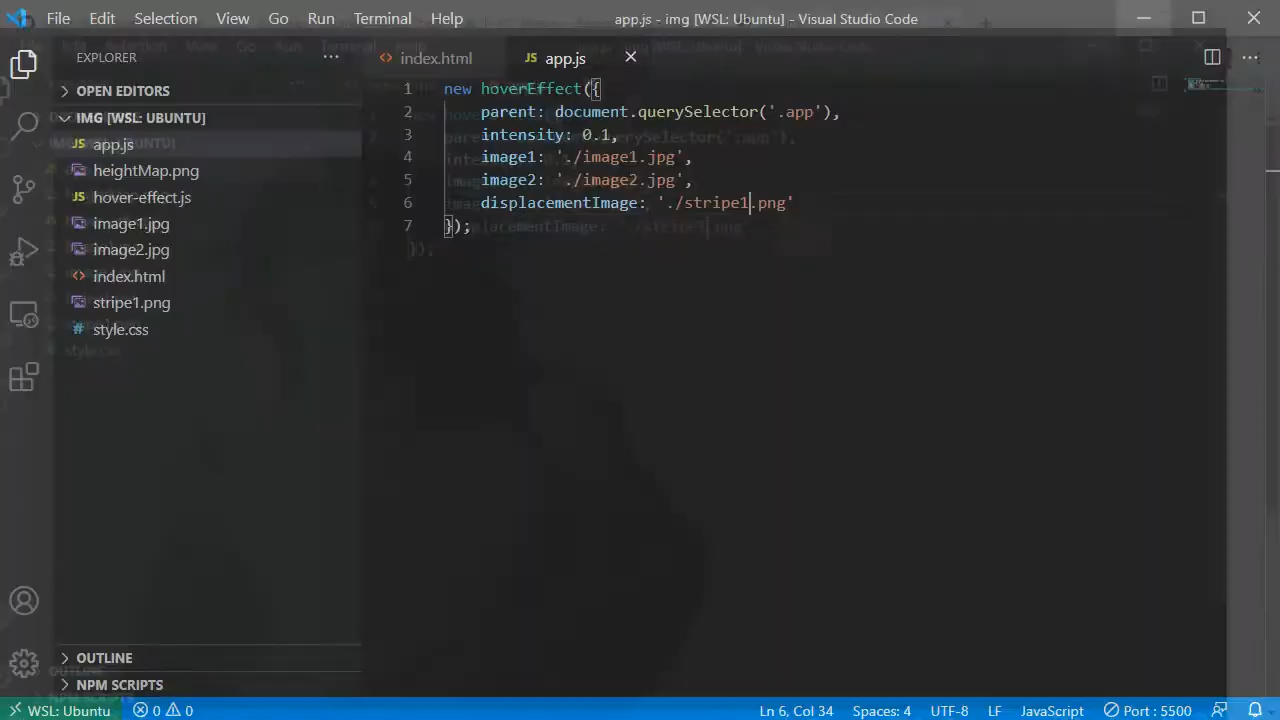 File Edit Selection View Go Run Terminal Help app.js - img [WSL: Ubuntu] - Visual Studio Code
EXPLORER
index.html
JS app.js
OPEN EDITORS
IMG [WSL: UBUNTU]
JS app.js
heightMap.png
JS hover-effect.js
image1.jpg
image2.jpg
index.html
stripe1.png
# style.css
OUTLINE
NPM SCRIPTS
1 new hoverEffect({
2 parent: document.querySelector('.app'),
3 intensity: 0.1,
4 image1: './image1.jpg',
5 image2: './image2.jpg',
6 displacementImage: './stripe1.png'
7 });
WSL: Ubuntu 0 0 Ln 6, Col 34 Spaces: 4 UTF-8 LF JavaScript Port : 5500